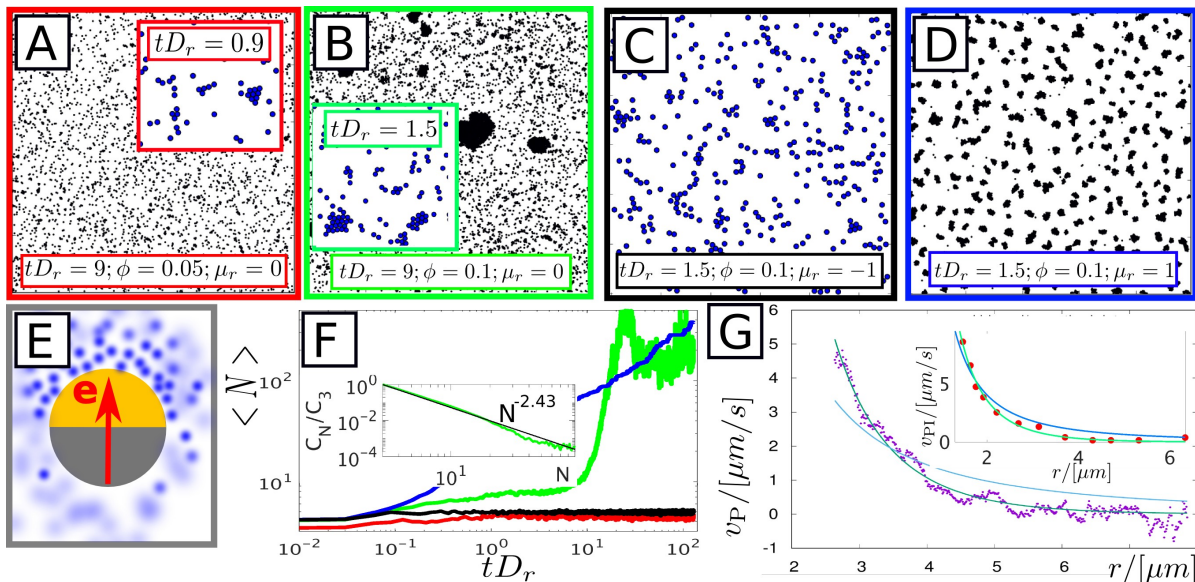 A
tD_r = 0.9
tD_r = 9; ϕ = 0.05; μ_r = 0
B
tD_r = 1.5
tD_r = 9; ϕ = 0.1; μ_r = 0
C
tD_r = 1.5; ϕ = 0.1; μ_r = −1
D
tD_r = 1.5; ϕ = 0.1; μ_r = 1
E
e
F
< N >
10^2
10^1
10^-2
10^-1
10^0
10^1
10^2
tD_r
C_N/C_3
10^0
10^-2
10^-4
10^1
N
N^-2.43
G
v_P/[μm/s]
6
5
4
3
2
1
0
-1
2
3
4
5
6
7
r/[μm]
v_PI/[μm/s]
5
0
2
4
6
r/[μm]